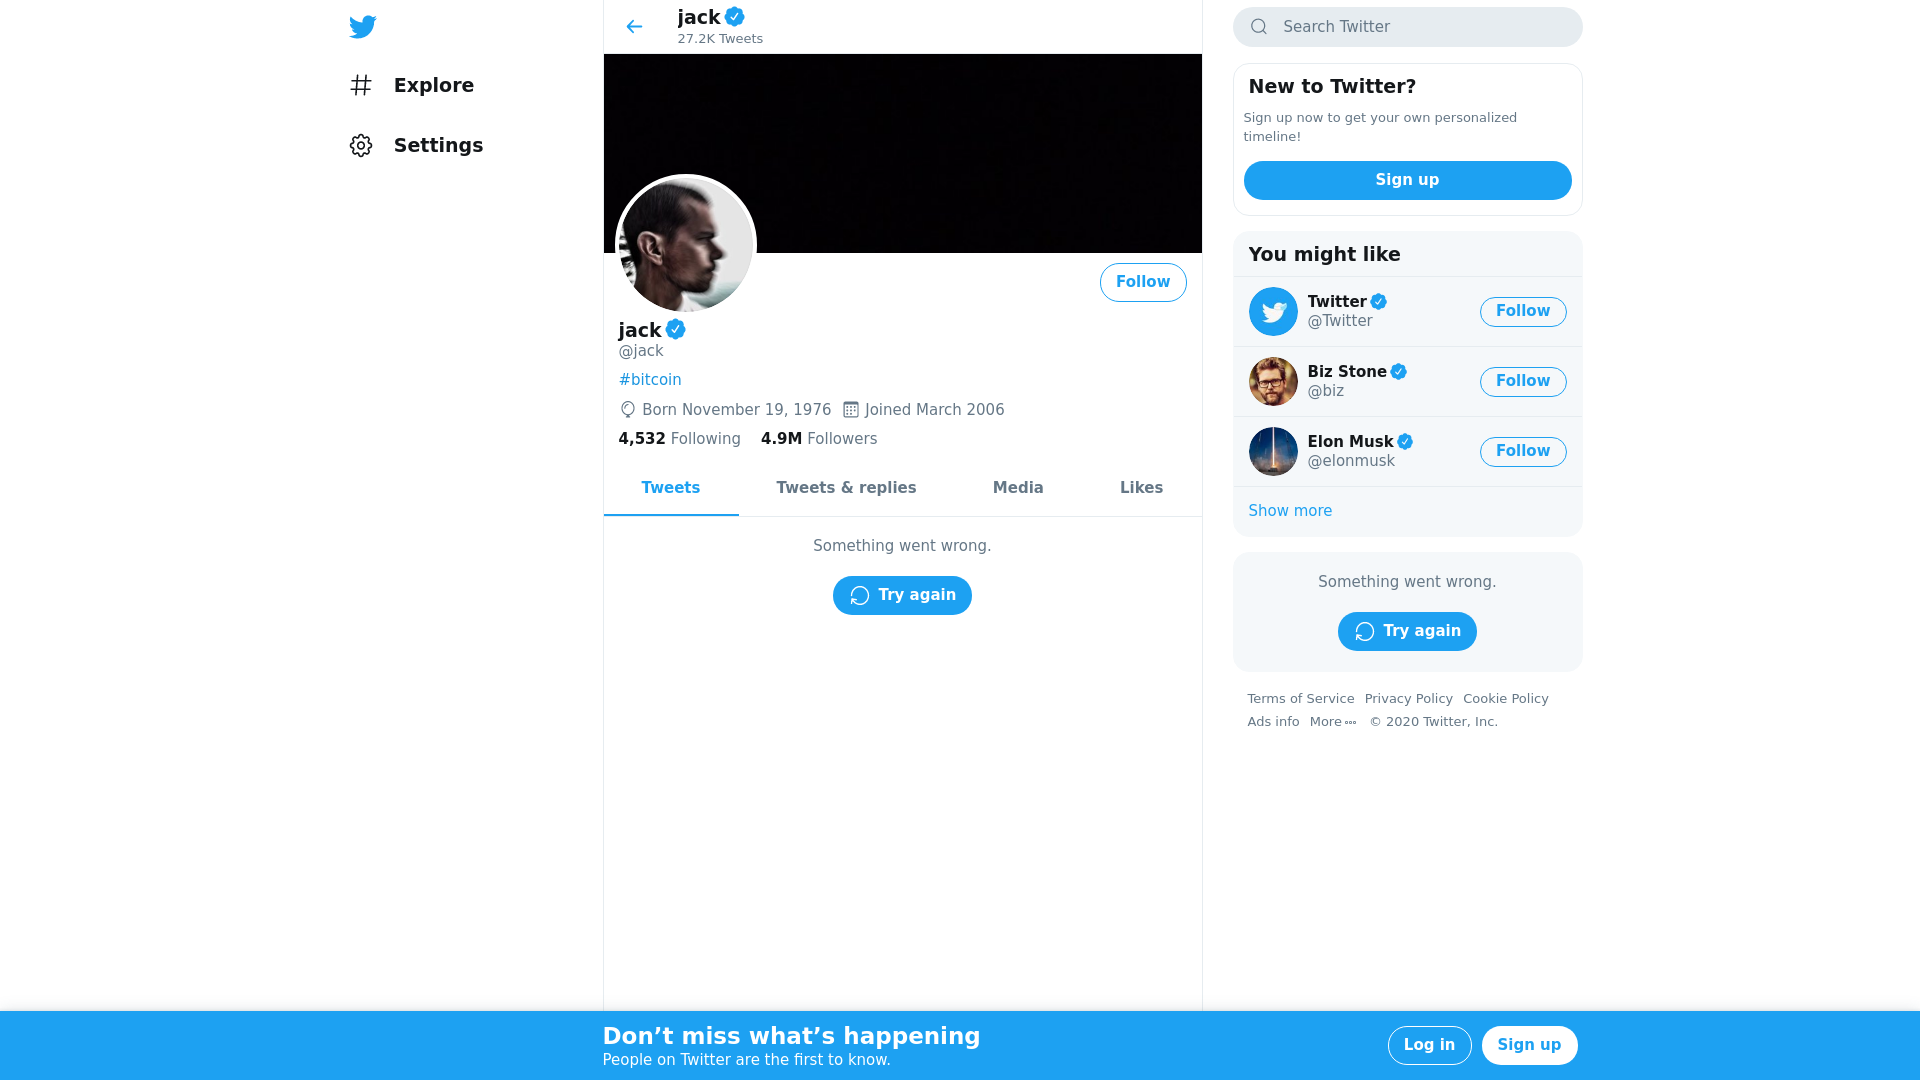 Explore
Settings
jack
27.2K Tweets
Follow
jack
@jack
#bitcoin
Born November 19, 1976 Joined March 2006
4,532 Following 4.9M Followers
Tweets Tweets & replies Media Likes
Something went wrong.
Try again
Search Twitter
New to Twitter?
Sign up now to get your own personalized
timeline!
Sign up
You might like
Twitter
@Twitter
Follow
Biz Stone
@biz
Follow
Elon Musk
@elonmusk
Follow
Show more
Something went wrong.
Try again
Terms of Service Privacy Policy Cookie Policy
Ads info More © 2020 Twitter, Inc.
Don’t miss what’s happening
People on Twitter are the first to know.
Log in Sign up